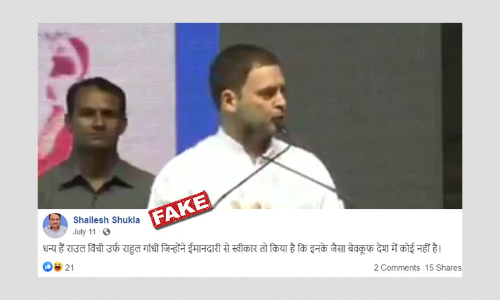 FAKE
Shailesh Shukla
July 11 ·
धन्य हैं राउल विंची उर्फ राहुल गांधी जिन्होंने ईमानदारी से स्वीकार तो किया है कि इनके जैसा बेवकूफ देश में कोई नहीं है।
21
2 Comments 15 Shares